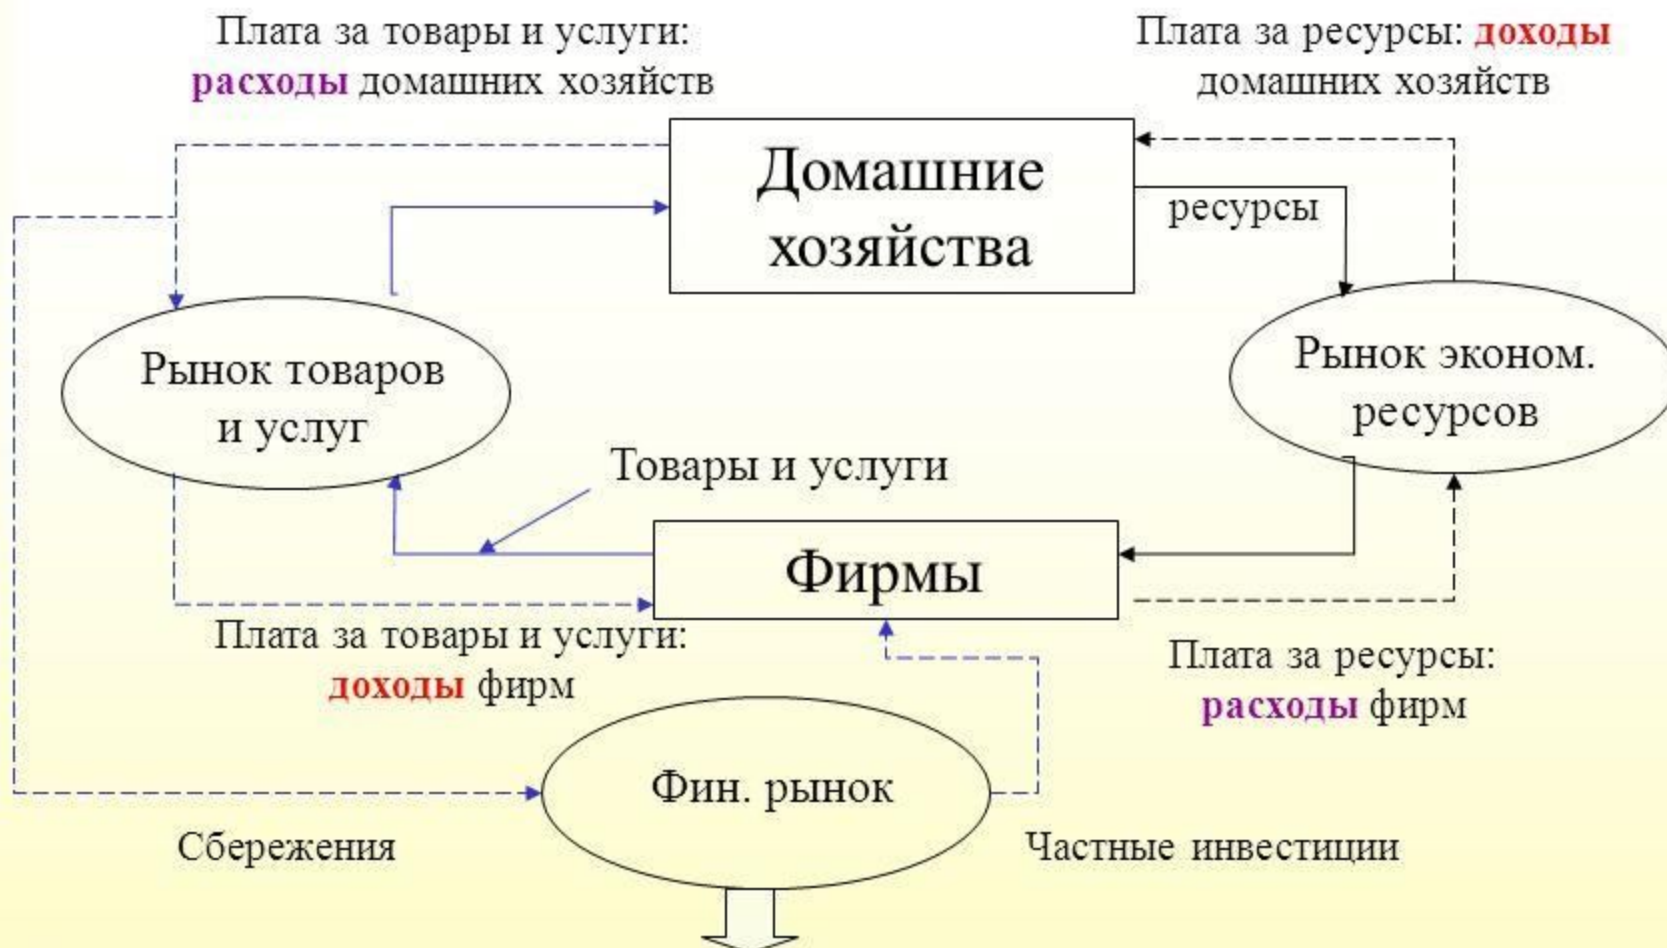 Плата за товары и услуги:
расходы домашних хозяйств
Плата за ресурсы: доходы
домашних хозяйств
Домашние
хозяйства
ресурсы
Рынок товаров
и услуг
Рынок эконом.
ресурсов
Товары и услуги
Фирмы
Плата за товары и услуги:
доходы фирм
Плата за ресурсы:
расходы фирм
Фин. рынок
Сбережения
Частные инвестиции